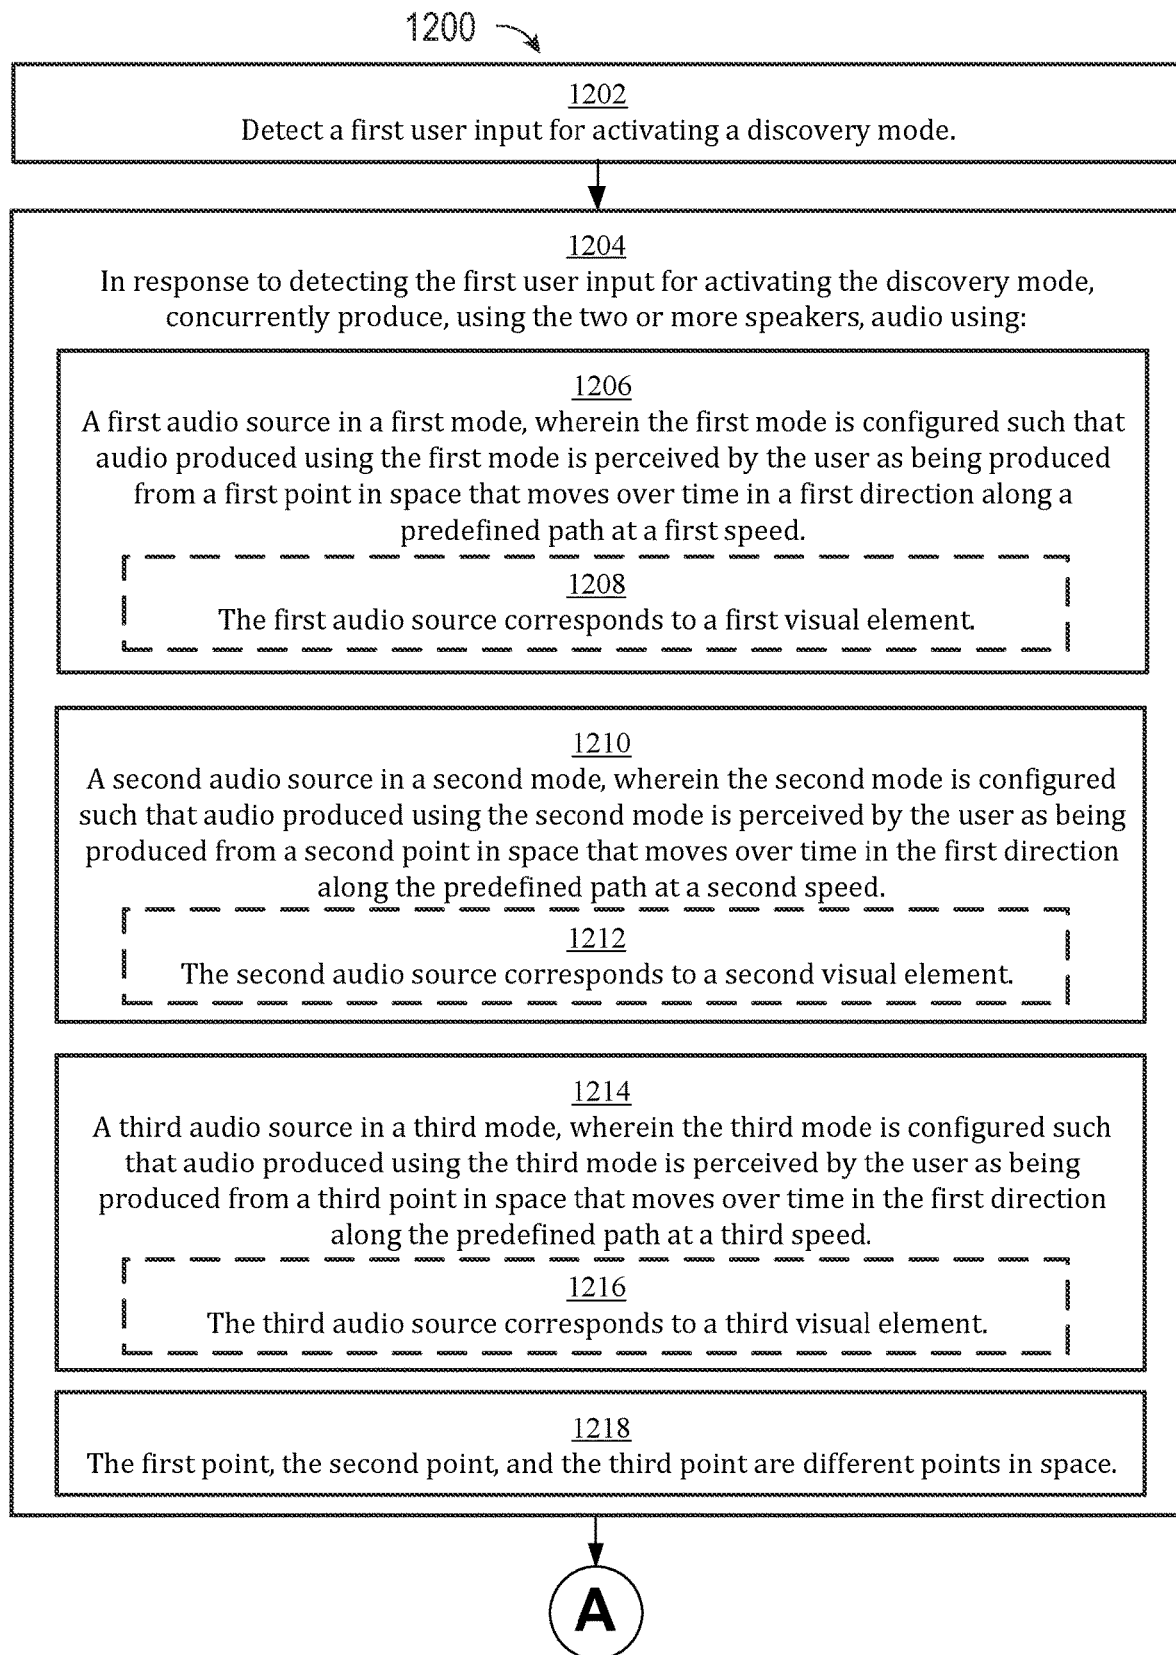 1200
1202
Detect a first user input for activating a discovery mode.
1204
In response to detecting the first user input for activating the discovery mode,
concurrently produce, using the two or more speakers, audio using:
1206
A first audio source in a first mode, wherein the first mode is configured such that
audio produced using the first mode is perceived by the user as being produced
from a first point in space that moves over time in a first direction along a
predefined path at a first speed.
1208
The first audio source corresponds to a first visual element.
1210
A second audio source in a second mode, wherein the second mode is configured
such that audio produced using the second mode is perceived by the user as being
produced from a second point in space that moves over time in the first direction
along the predefined path at a second speed.
1212
The second audio source corresponds to a second visual element.
1214
A third audio source in a third mode, wherein the third mode is configured such
that audio produced using the third mode is perceived by the user as being
produced from a third point in space that moves over time in the first direction
along the predefined path at a third speed.
1216
The third audio source corresponds to a third visual element.
1218
The first point, the second point, and the third point are different points in space.
A